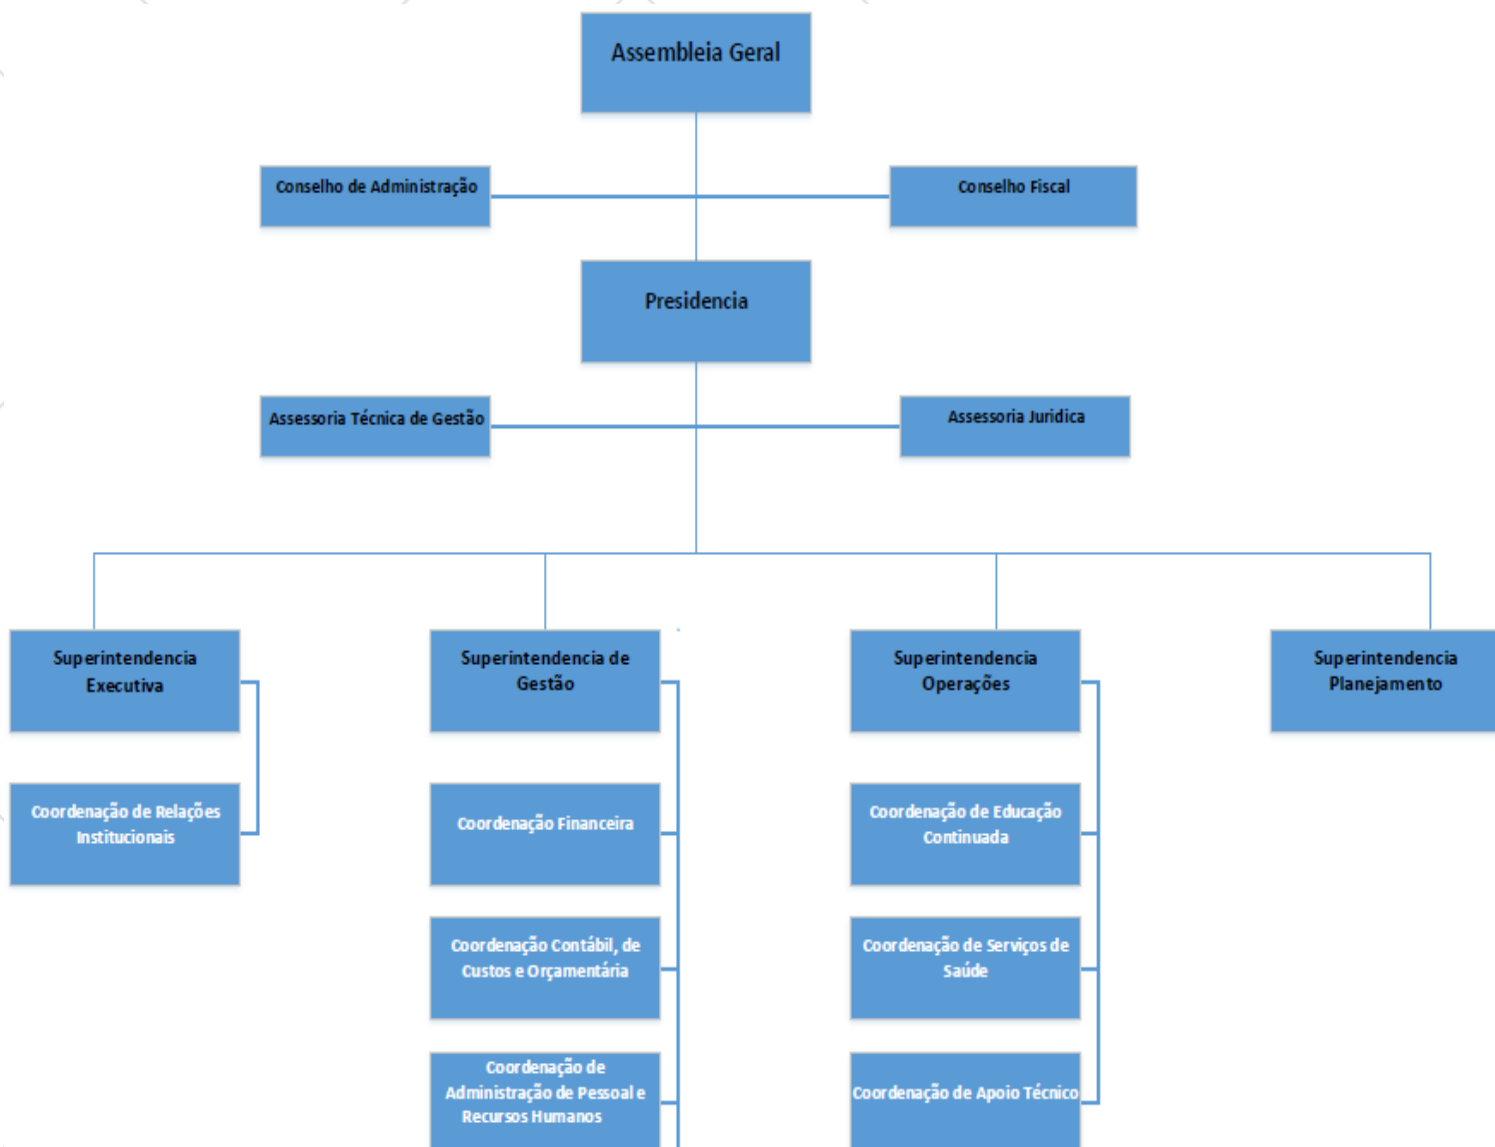 Assembleia Geral
Conselho de Administração
Conselho Fiscal
Presidencia
Assessoria Técnica de Gestão
Assessoria Juridica
Superintendencia
Executiva
Superintendencia de
Gestão
Superintendencia
Operações
Superintendencia
Planejamento
Coordenação de Relações
Institucionais
Coordenação Financeira
Coordenação de Educação
Continuada
Coordenação Contábil, de
Custos e Orçamentária
Coordenação de Serviços de
Saúde
Coordenação de
Administração de Pessoal e
Recursos Humanos
Coordenação de Apoio Técnico